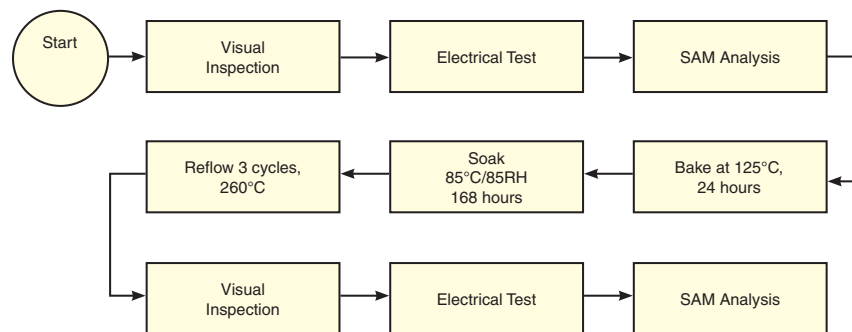 Start
Visual
Inspection
Electrical Test
SAM Analysis
Bake at 125°C,
24 hours
Soak
85°C/85RH
168 hours
Reflow 3 cycles,
260°C
Visual
Inspection
Electrical Test
SAM Analysis